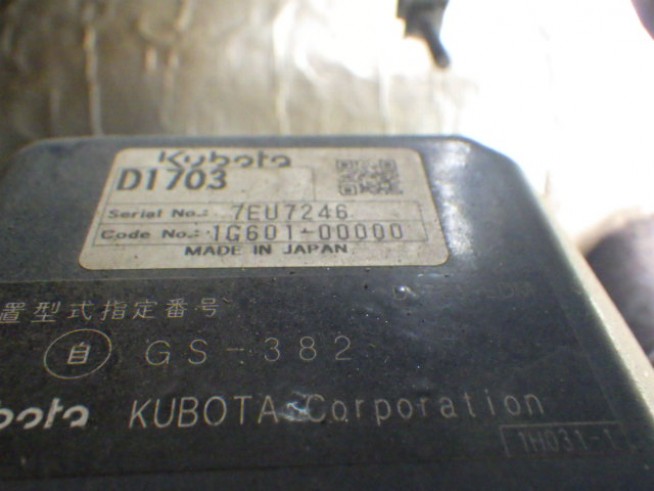 Kubota
D1703
Serial No.: 7EU7246
Code No.: 1G601-00000
MADE IN JAPAN
置型式指定番号
自 GS-382
bota KUBOTA Corporation
1H031-1